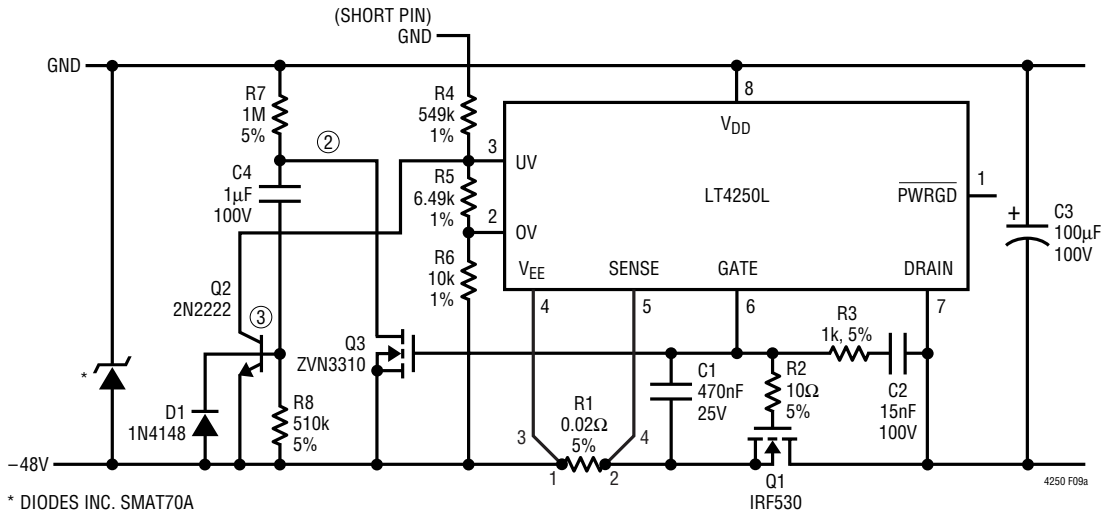 (SHORT PIN)
GND
GND
R7
1M
5%
②
R4
549k
1%
8
V_DD
3
UV
C4
1µF
100V
R5
6.49k
1%
LT4250L
PWRGD
1
2
OV
+
C3
100µF
100V
R6
10k
1%
V_EE
SENSE
GATE
DRAIN
Q2
2N2222
③
4
5
6
7
Q3
ZVN3310
R3
1k, 5%
*
C1
470nF
25V
R2
10Ω
5%
C2
15nF
100V
D1
1N4148
R8
510k
5%
R1
0.02Ω
5%
3
4
–48V
1
2
Q1
IRF530
4250 F09a
* DIODES INC. SMAT70A